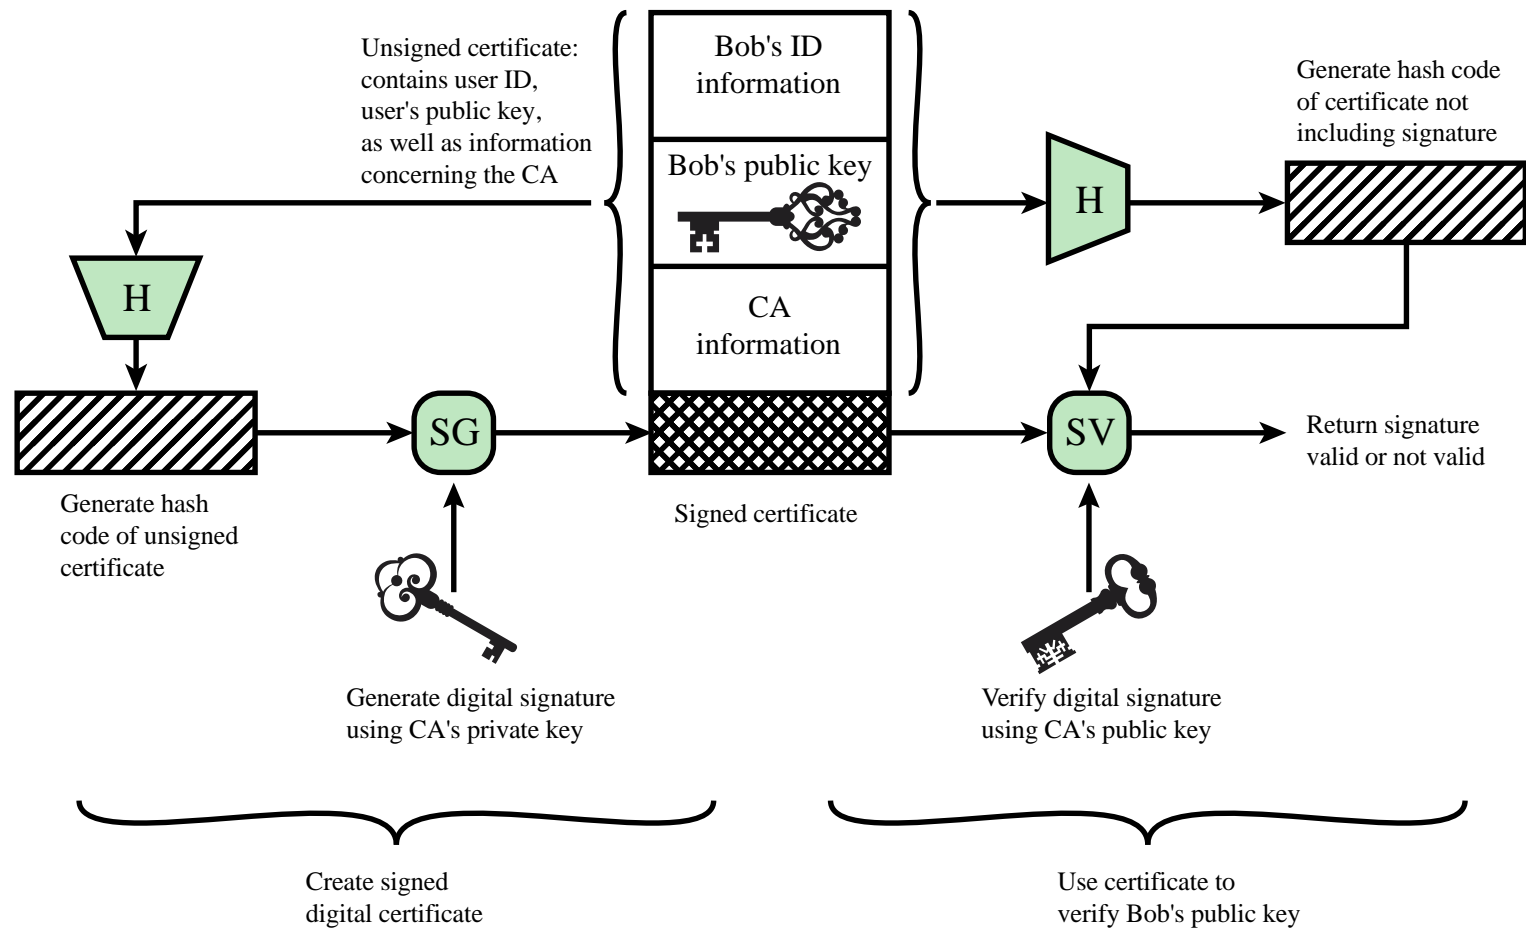 Unsigned certificate:
contains user ID,
user's public key,
as well as information
concerning the CA
Bob's ID
information
Bob's public key
CA
information
Generate hash code
of certificate not
including signature
H
H
SG
SV
Return signature
valid or not valid
Generate hash
code of unsigned
certificate
Signed certificate
Generate digital signature
using CA's private key
Verify digital signature
using CA's public key
Create signed
digital certificate
Use certificate to
verify Bob's public key